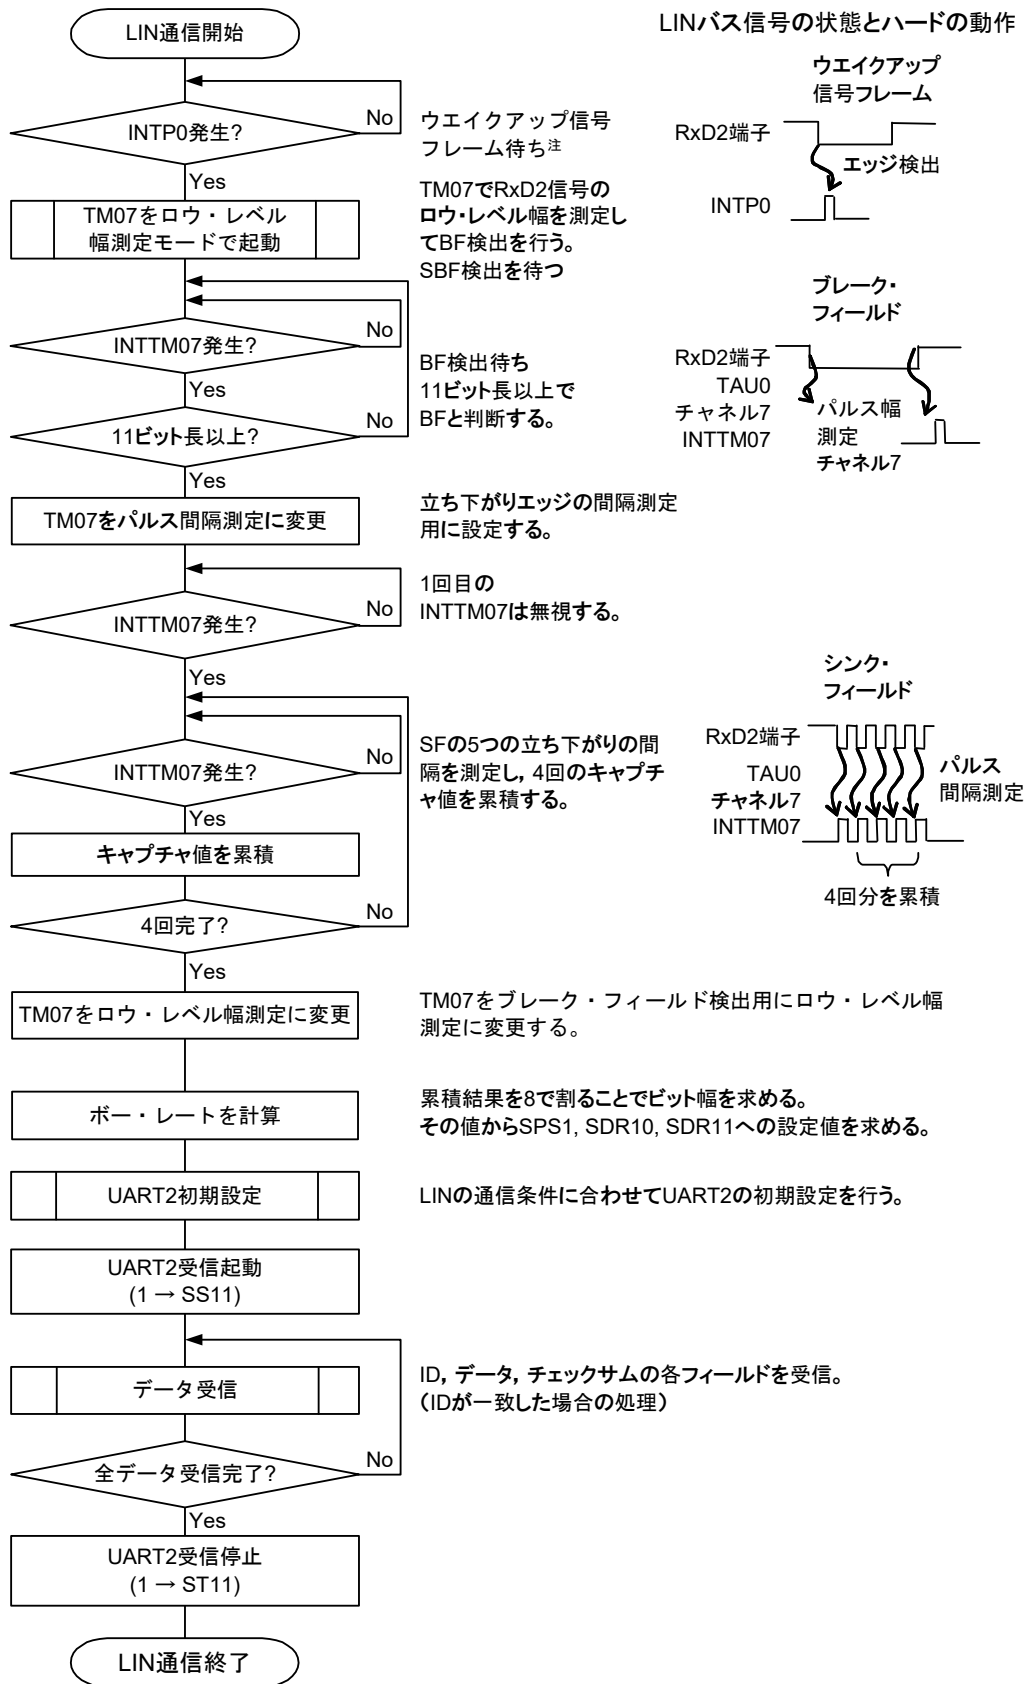 LIN通信開始
LINバス信号の状態とハードの動作
INTP0発生?
No
Yes
ウエイクアップ信号
フレーム待ち注
ウエイクアップ
信号フレーム
RxD2端子
エッジ検出
INTP0
TM07をロウ・レベル
幅測定モードで起動
TM07でRxD2信号の
ロウ・レベル幅を測定し
てBF検出を行う。
SBF検出を待つ
INTTM07発生?
No
Yes
BF検出待ち
11ビット長以上で
BFと判断する。
ブレーク・
フィールド
RxD2端子
TAU0
チャネル7
INTTM07
パルス幅
測定
チャネル7
11ビット長以上?
No
Yes
TM07をパルス間隔測定に変更
立ち下がりエッジの間隔測定
用に設定する。
INTTM07発生?
No
Yes
1回目の
INTTM07は無視する。
INTTM07発生?
No
Yes
SFの5つの立ち下がりの間
隔を測定し, 4回のキャプチ
ャ値を累積する。
シンク・
フィールド
RxD2端子
TAU0
チャネル7
INTTM07
パルス
間隔測定
4回分を累積
キャプチャ値を累積
4回完了?
No
Yes
TM07をロウ・レベル幅測定に変更
TM07をブレーク・フィールド検出用にロウ・レベル幅
測定に変更する。
ボー・レートを計算
累積結果を8で割ることでビット幅を求める。
その値からSPS1, SDR10, SDR11への設定値を求める。
UART2初期設定
LINの通信条件に合わせてUART2の初期設定を行う。
UART2受信起動
(1 → SS11)
データ受信
ID, データ, チェックサムの各フィールドを受信。
(IDが一致した場合の処理)
全データ受信完了?
No
Yes
UART2受信停止
(1 → ST11)
LIN通信終了